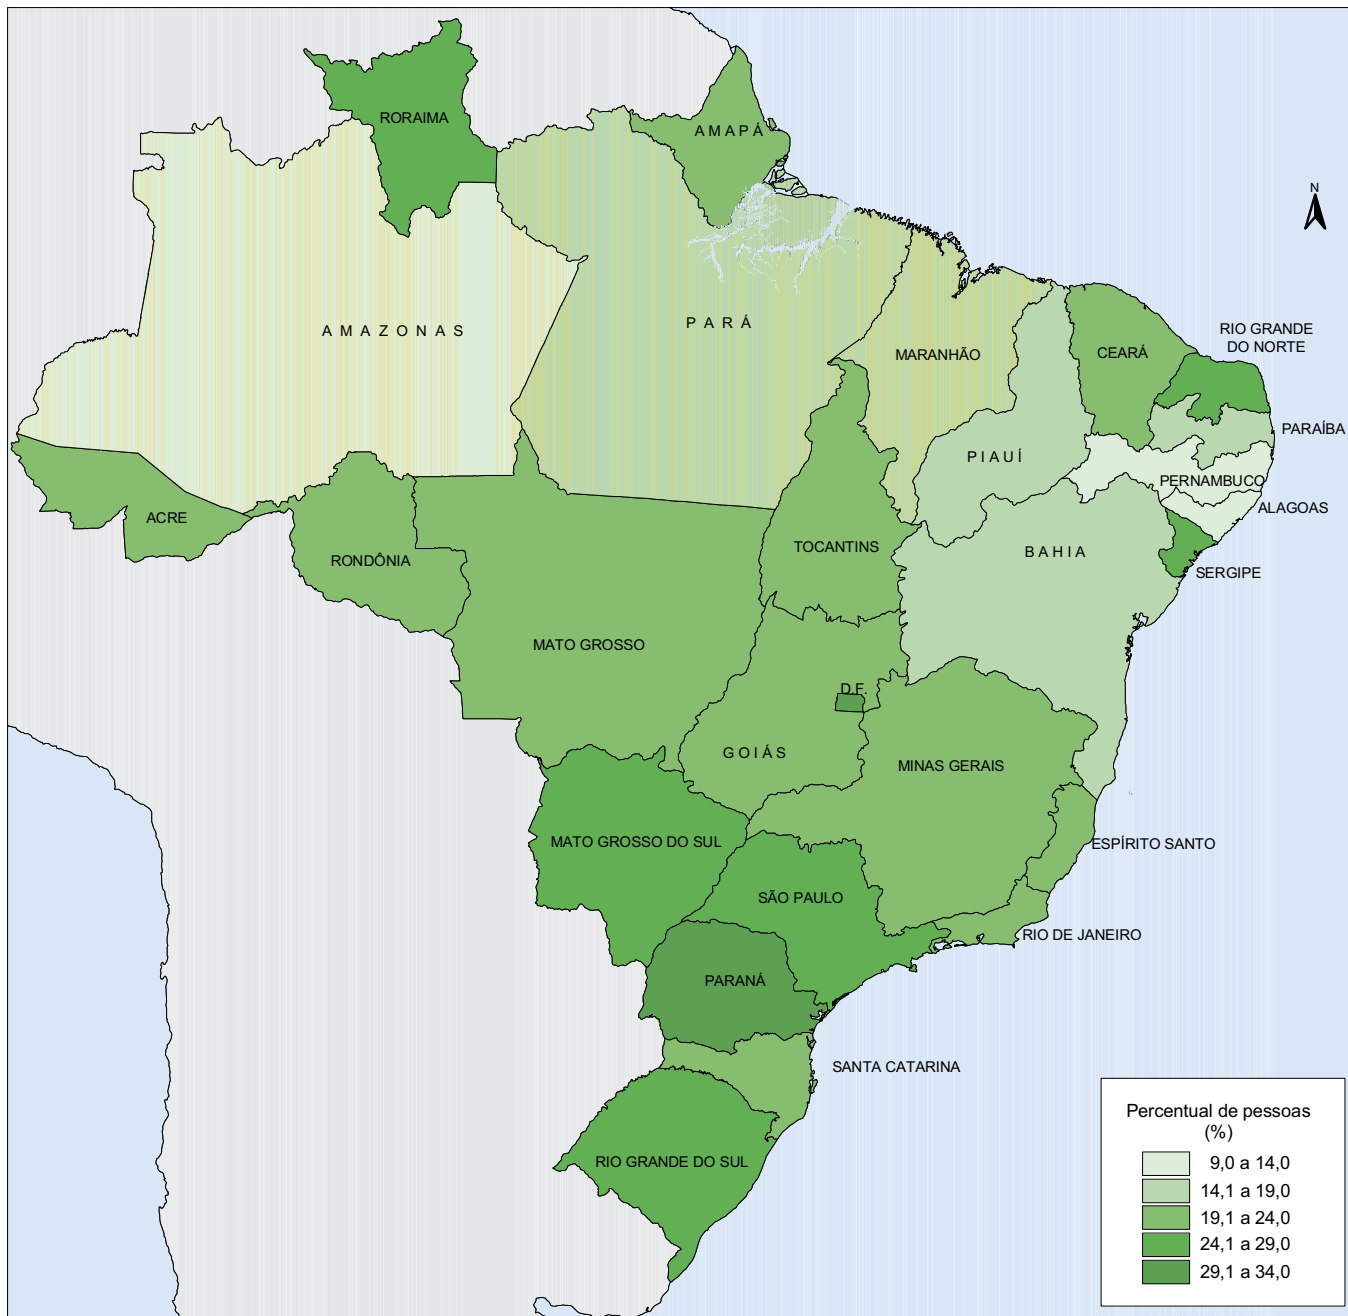 RORAIMA
AMAPÁ
N
AMAZONAS
PARÁ
MARANHÃO
CEARÁ
RIO GRANDE
DO NORTE
PARAÍBA
PIAUÍ
PERNAMBUCO
ALAGOAS
ACRE
RONDÔNIA
TOCANTINS
BAHIA
SERGIPE
MATO GROSSO
D.F.
GOIÁS
MINAS GERAIS
MATO GROSSO DO SUL
ESPÍRITO SANTO
SÃO PAULO
RIO DE JANEIRO
PARANÁ
SANTA CATARINA
RIO GRANDE DO SUL
Percentual de pessoas
(%)
9,0 a 14,0
14,1 a 19,0
19,1 a 24,0
24,1 a 29,0
29,1 a 34,0